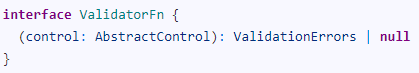 interface ValidatorFn {
  (control: AbstractControl): ValidationErrors | null
}